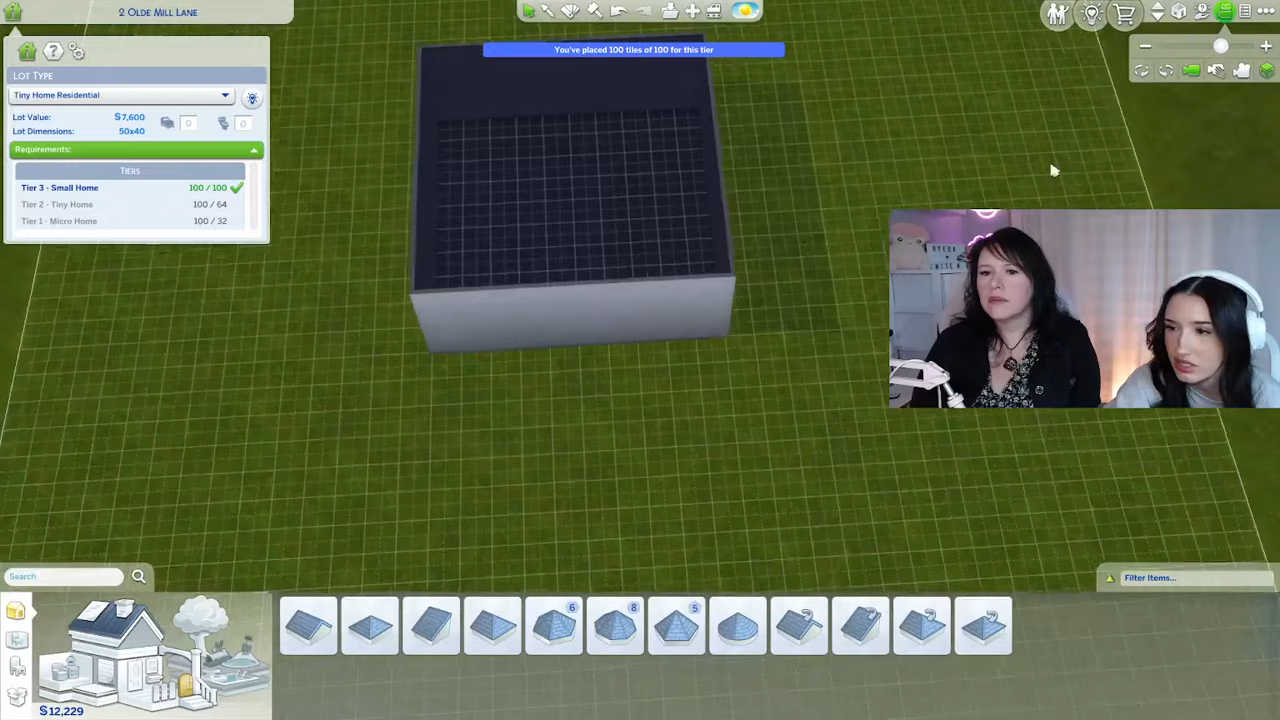 2 Olde Mill Lane
You've placed 100 tiles of 100 for this tier
Lot Type
Tiny Home Residential
Lot Value: §7,600
0 0
Lot Dimensions: 50x40
Requirements:
Tiers
Tier 3 - Small Home 100 / 100
Tier 2 - Tiny Home 100 / 64
Tier 1 - Micro Home 100 / 32
Search
Filter Items...
6 8 5
§12,229